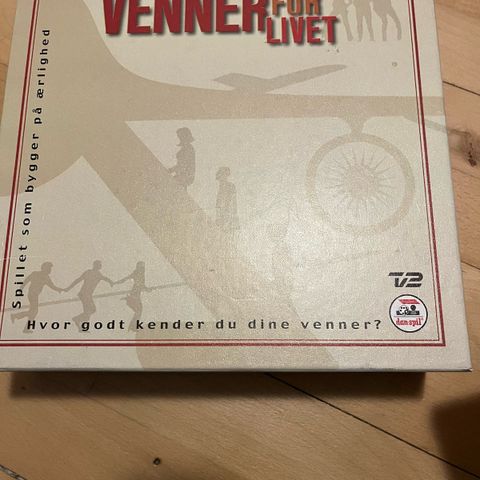 VENNER FOR LIVET
Spillet som bygger på ærlighed
TV2
dan-spil
Hvor godt kender du dine venner?